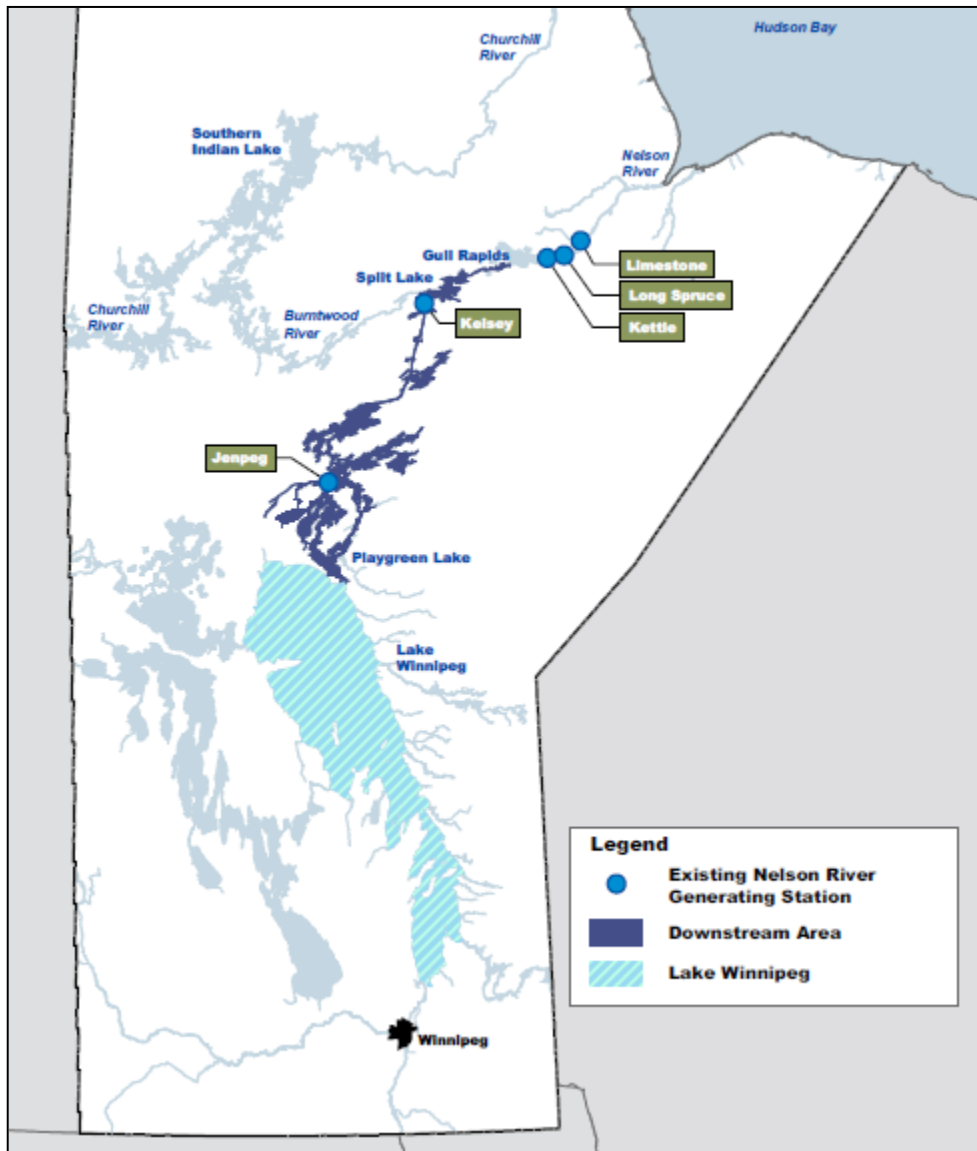 Hudson Bay
Churchill
River
Southern
Indian Lake
Nelson
River
Gull Rapids
Limestone
Split Lake
Long Spruce
Churchill
River
Burntwood
River
Kelsey
Kettle
Jenpeg
Playgreen Lake
Lake
Winnipeg
Legend
Existing Nelson River
Generating Station
Downstream Area
Lake Winnipeg
Winnipeg